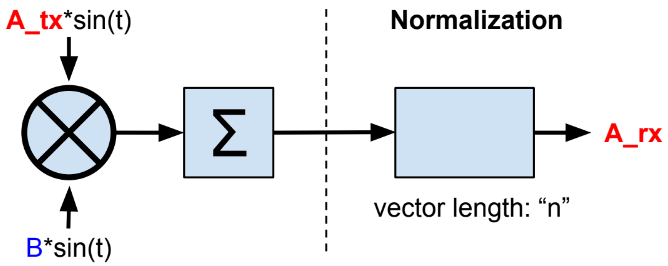 A_tx*sin(t)
Normalization
Σ
A_rx
vector length: “n”
B*sin(t)